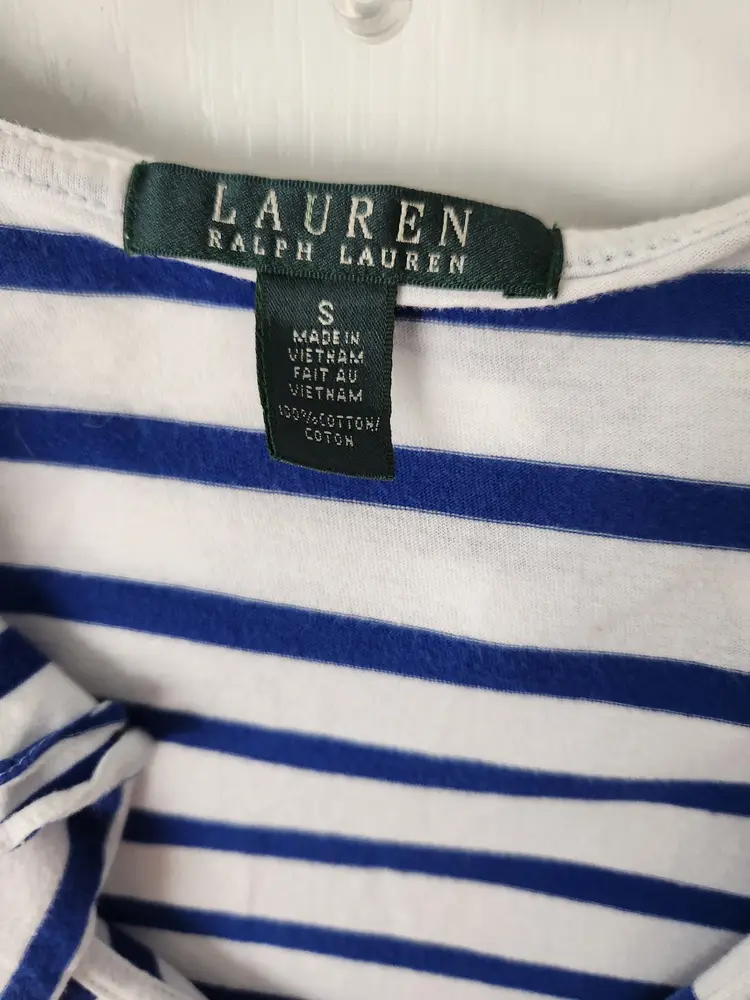 LAUREN
RALPH LAUREN
S
MADE IN
VIETNAM
FAIT AU
VIETNAM
100%COTTON/
COTON